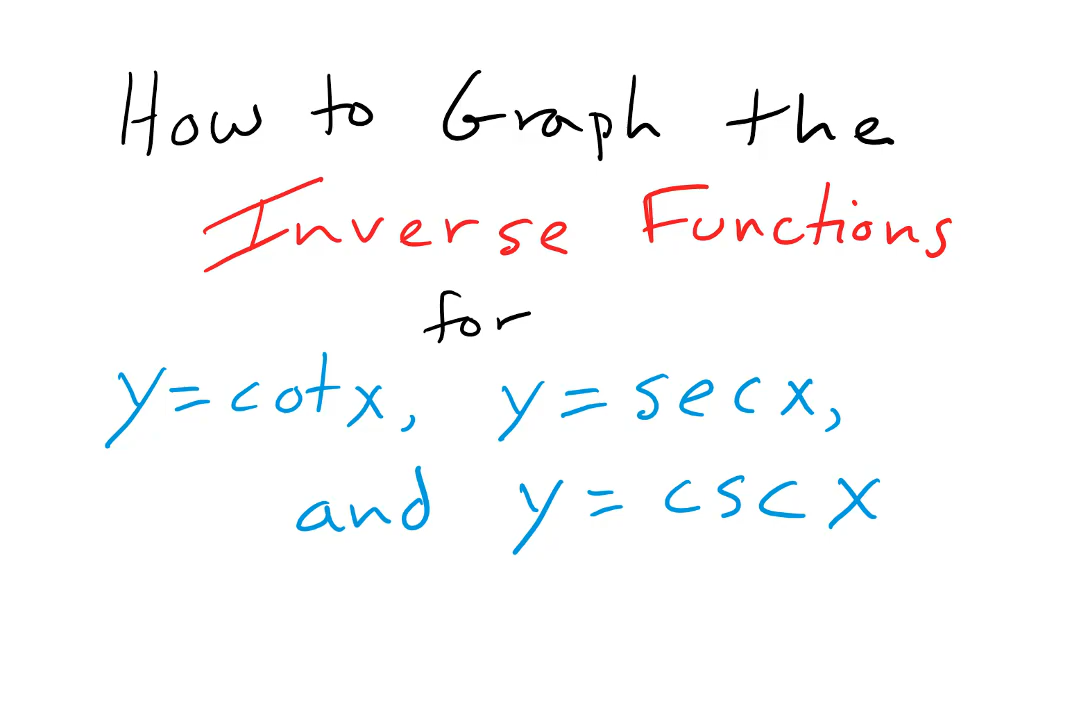 How to Graph the
Inverse Functions
for
y=cotx, y=secx,
and y=cscx